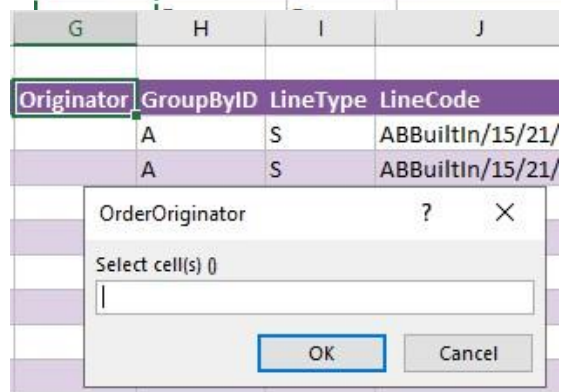 G H I J
Originator GroupByID LineType LineCode
A S ABBuiltIn/15/21/
A S ABBuiltIn/15/21/
OrderOriginator ? ×
Select cell(s) ()
OK Cancel